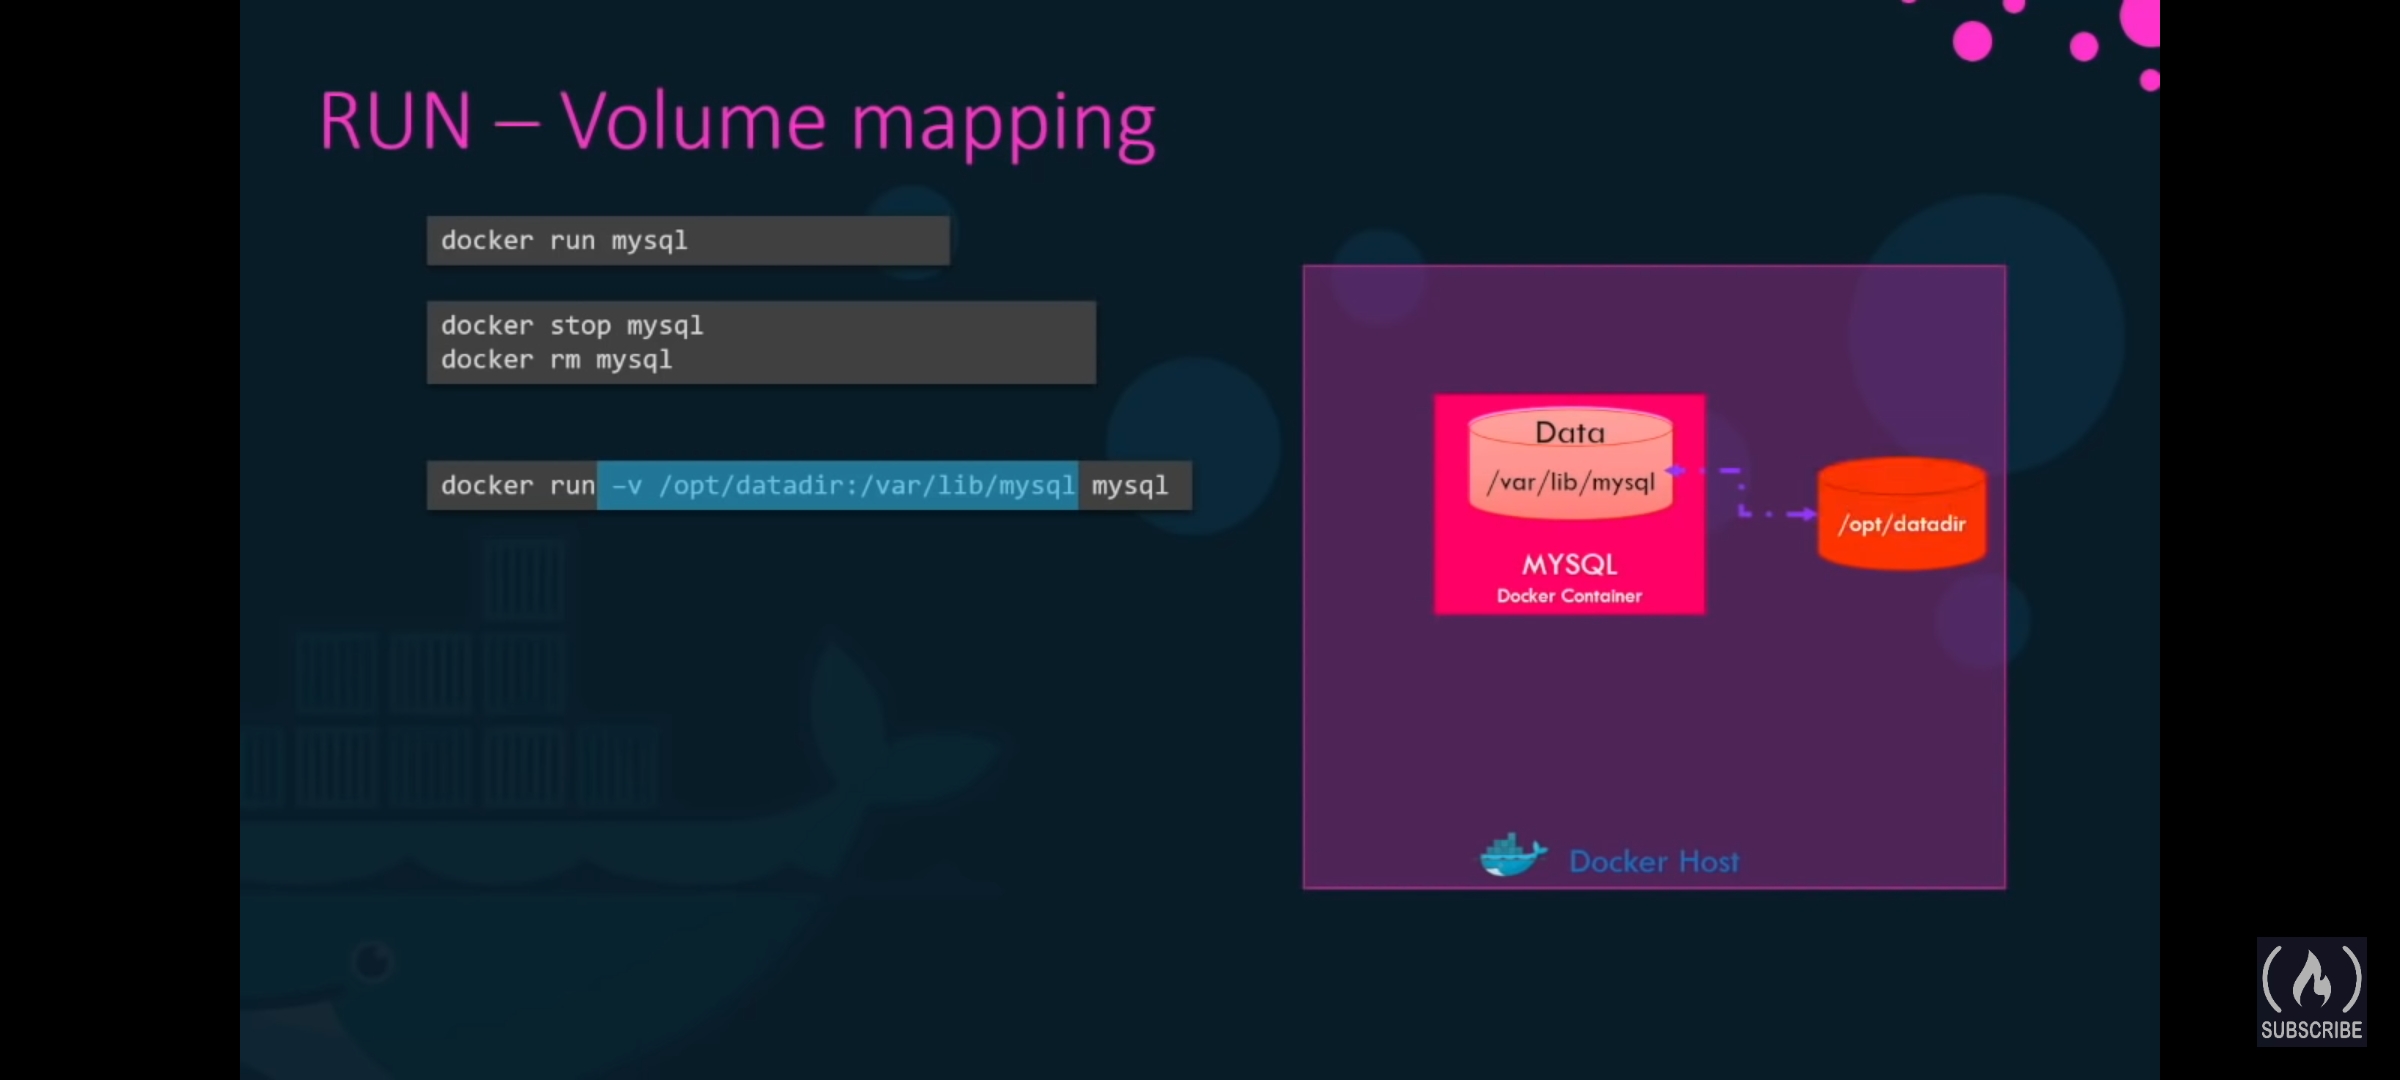 RUN – Volume mapping
docker run mysql
docker stop mysql
docker rm mysql
docker run –v /opt/datadir:/var/lib/mysql mysql
Data
/var/lib/mysql
MYSQL
Docker Container
/opt/datadir
Docker Host
SUBSCRIBE